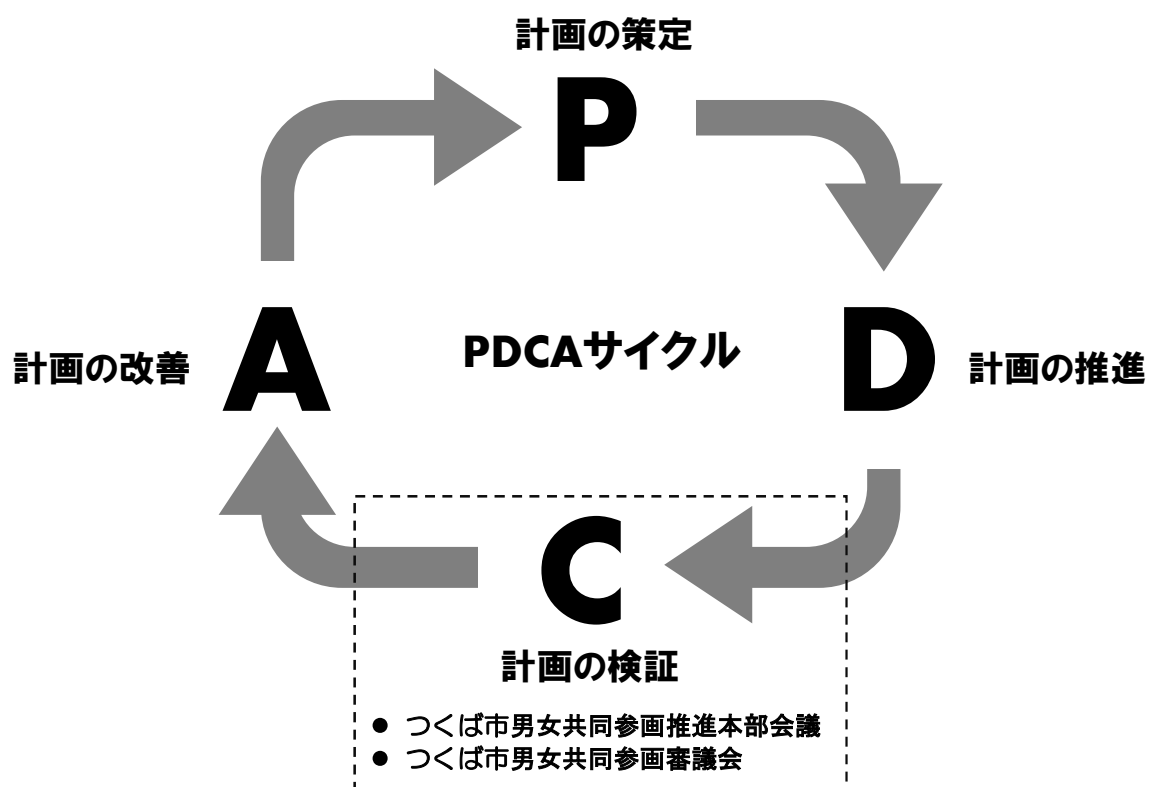 計画の策定
P
PDCAサイクル
D
計画の推進
C
計画の検証
● つくば市男女共同参画推進本部会議
● つくば市男女共同参画審議会
A
計画の改善